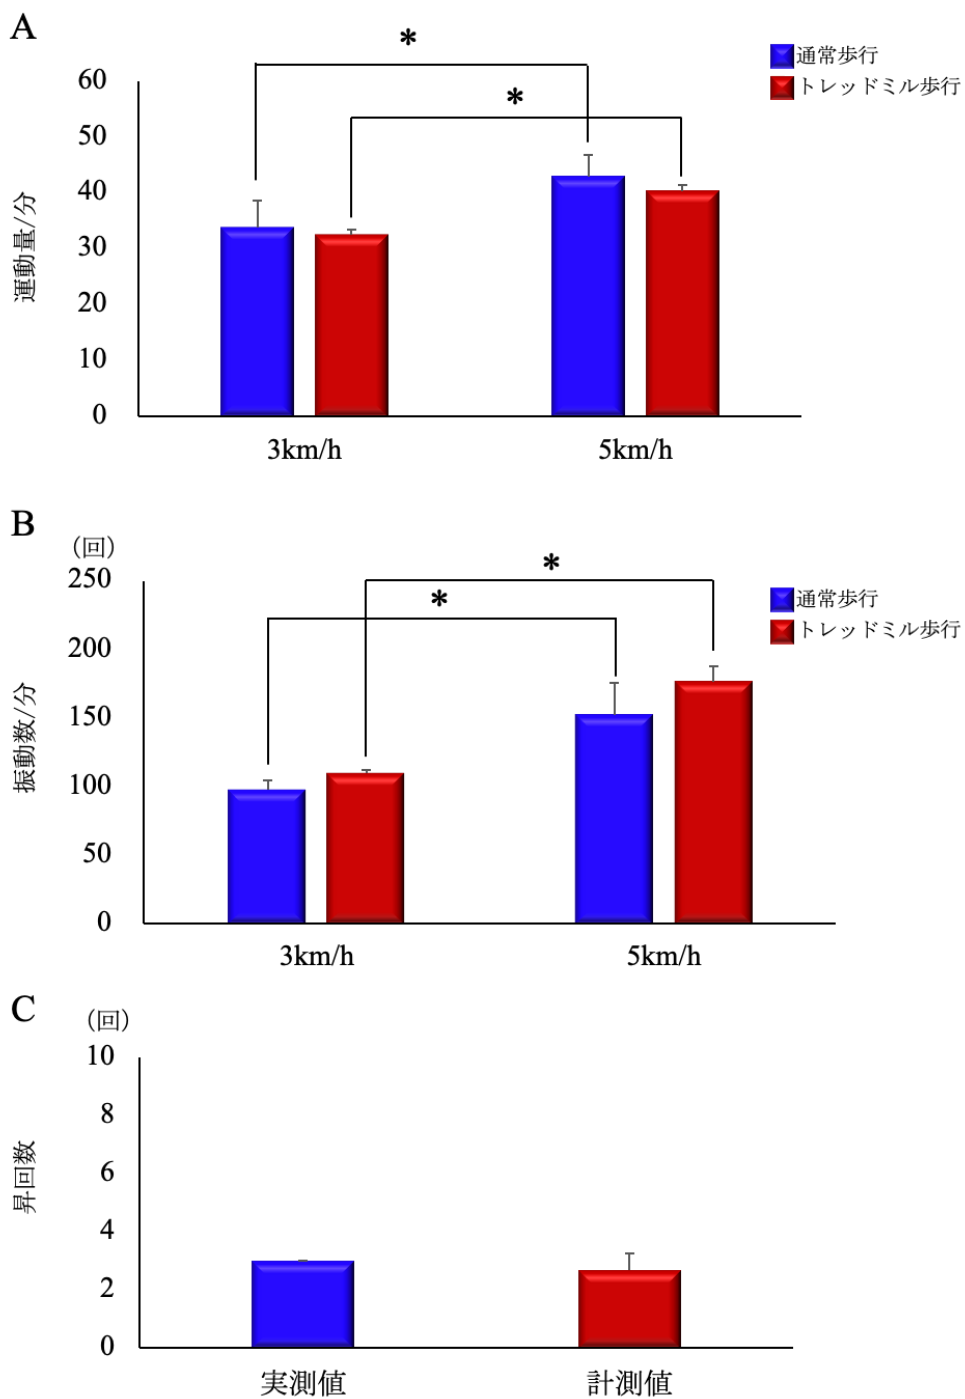 A
*
*
通常歩行
トレッドミル歩行
60
50
40
30
20
10
0
運動量/分
3km/h
5km/h
B
（回）
*
*
通常歩行
トレッドミル歩行
250
200
150
100
50
0
振動数/分
3km/h
5km/h
C
（回）
10
8
6
4
2
0
昇回数
実測値
計測値